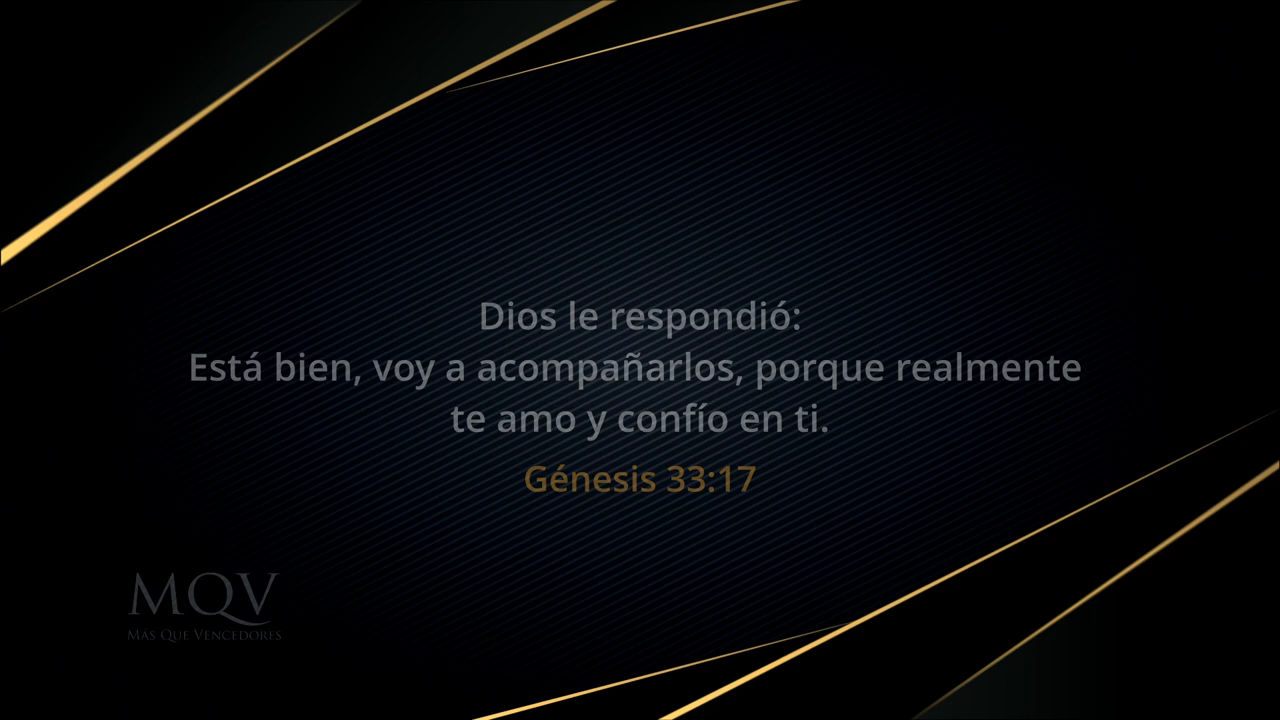 Dios le respondió:
Está bien, voy a acompañarlos, porque realmente
te amo y confío en ti.
Génesis 33:17
MQV
Más Que Vencedores